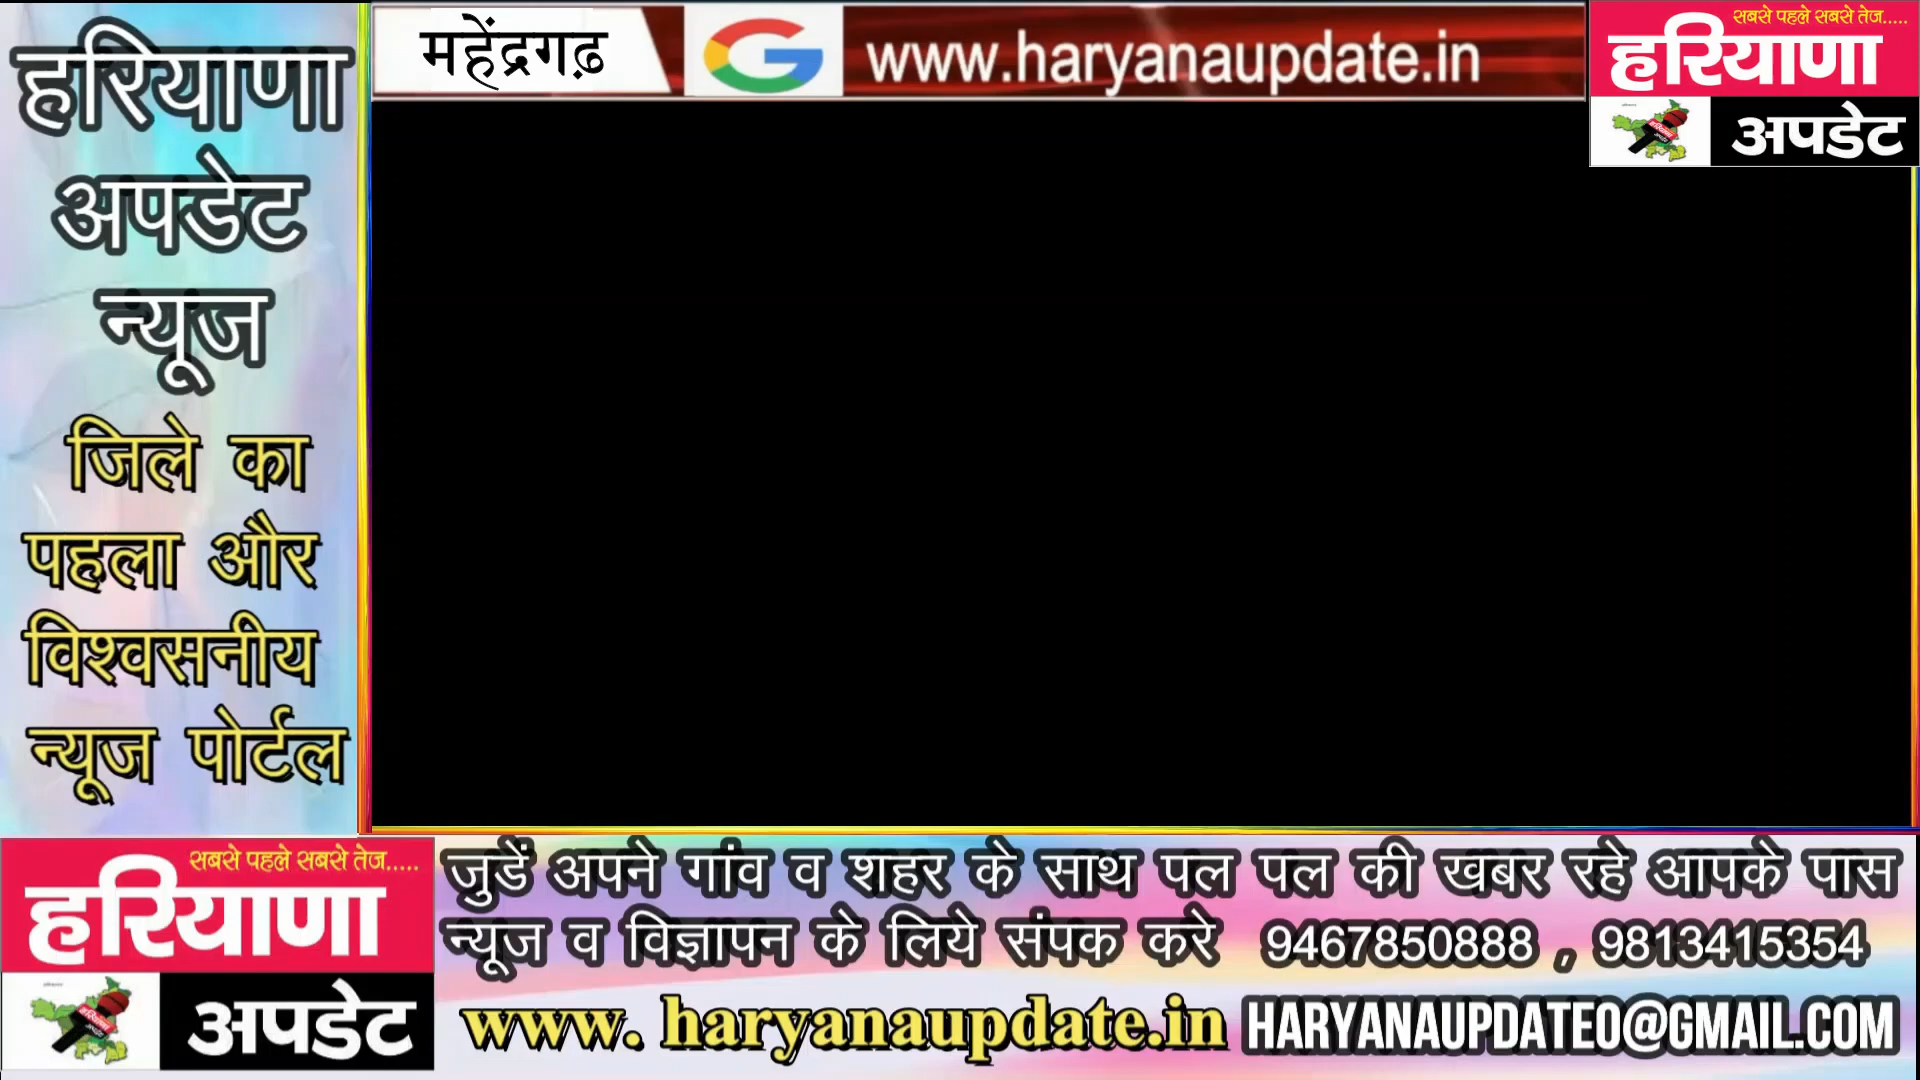 हरियाणा
अपडेट
न्यूज
जिले का
पहला और
विश्वसनीय
न्यूज पोर्टल
महेंद्रगढ़
www.haryanaupdate.in
सबसे पहले सबसे तेज.....
हरियाणा
अपडेट
सबसे पहले सबसे तेज.....
हरियाणा
अपडेट
जुडें अपने गांव व शहर के साथ पल पल की खबर रहे आपके पास
न्यूज व विज्ञापन के लिये संपक करे 9467850888 , 9813415354
www. haryanaupdate.in HARYANAUPDATE0@GMAIL.COM